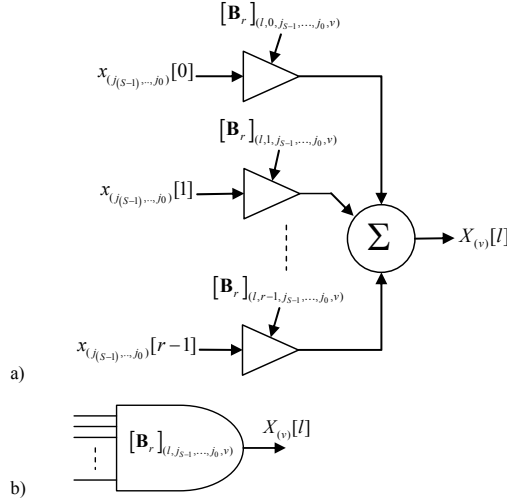 [B_r]_(l,0,j_{S-1},…,j_0,v)
x_(j_(S-1),..,j_0)[0]
[B_r]_(l,1,j_{S-1},…,j_0,v)
x_(j_(S-1),..,j_0)[1]
Σ
X_(v)[l]
[B_r]_(l,r-1,j_{S-1},…,j_0,v)
x_(j_(S-1),..,j_0)[r-1]
a)
[B_r]_(l,j_{S-1},…,j_0,v)
X_(v)[l]
b)